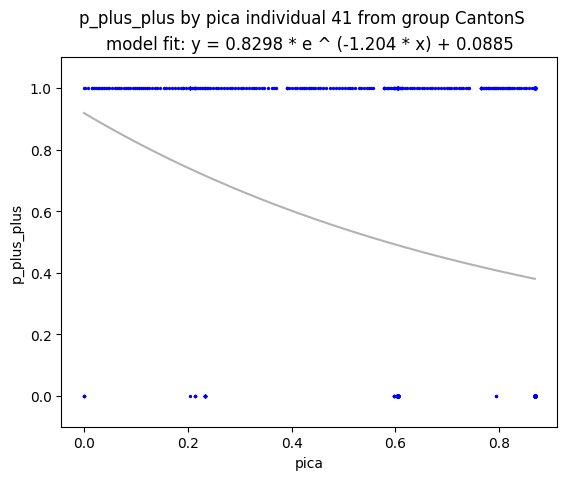 p_plus_plus by pica individual 41 from group CantonS
model fit: y = 0.8298 * e ^ (-1.204 * x) + 0.0885
1.0
0.8
0.6
0.4
0.2
0.0
p_plus_plus
0.0 0.2 0.4 0.6 0.8
pica